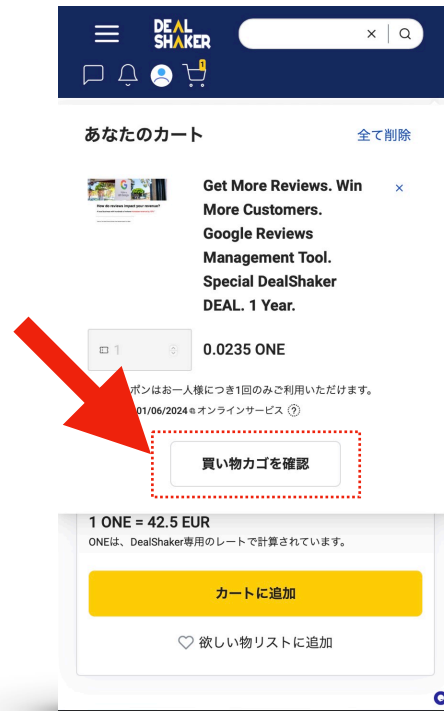 DEAL
SHAKER
1
あなたのカート
全て削除
Get More Reviews. Win
More Customers.
Google Reviews
Management Tool.
Special DealShaker
DEAL. 1 Year.
1
0.0235 ONE
ポンはお一人様につき1回のみご利用いただけます。
01/06/2024 オンラインサービス ?
買い物カゴを確認
1 ONE = 42.5 EUR
ONEは、DealShaker専用のレートで計算されています。
カートに追加
欲しい物リストに追加